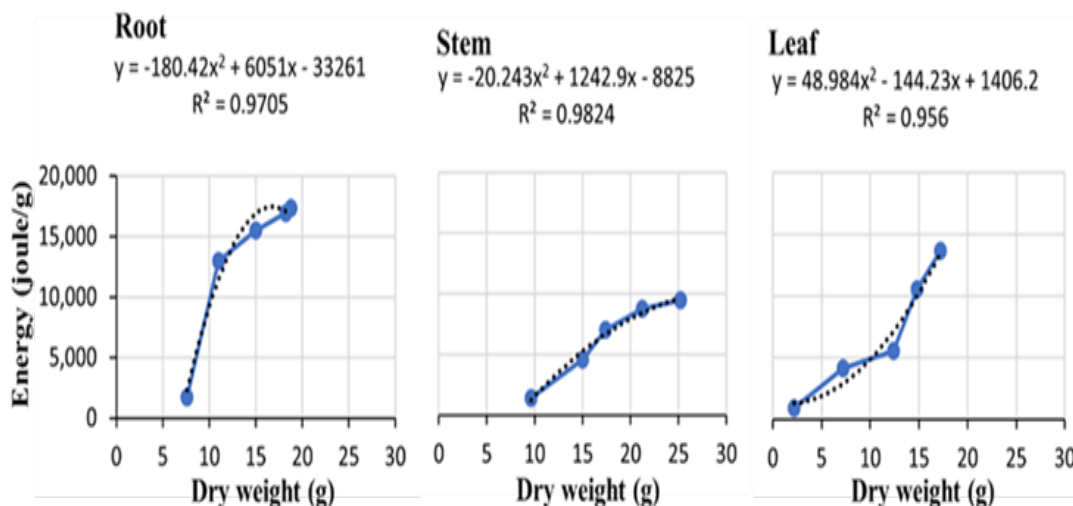 Root
y = -180.42x² + 6051x - 33261
R² = 0.9705
Stem
y = -20.243x² + 1242.9x - 8825
R² = 0.9824
Leaf
y = 48.984x² - 144.23x + 1406.2
R² = 0.956
Energy (joule/g)
20,000
15,000
10,000
5,000
0
0 5 10 15 20 25 30
Dry weight (g)
0 5 10 15 20 25 30
Dry weight (g)
0 5 10 15 20 25 30
Dry weight (g)